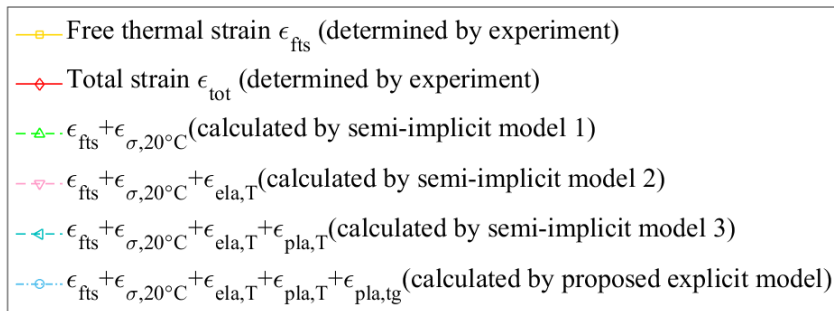 Free thermal strain ϵfts (determined by experiment)
Total strain ϵtot (determined by experiment)
ϵfts+ϵσ,20°C(calculated by semi-implicit model 1)
ϵfts+ϵσ,20°C+ϵela,T(calculated by semi-implicit model 2)
ϵfts+ϵσ,20°C+ϵela,T+ϵpla,T(calculated by semi-implicit model 3)
ϵfts+ϵσ,20°C+ϵela,T+ϵpla,T+ϵpla,tg(calculated by proposed explicit model)